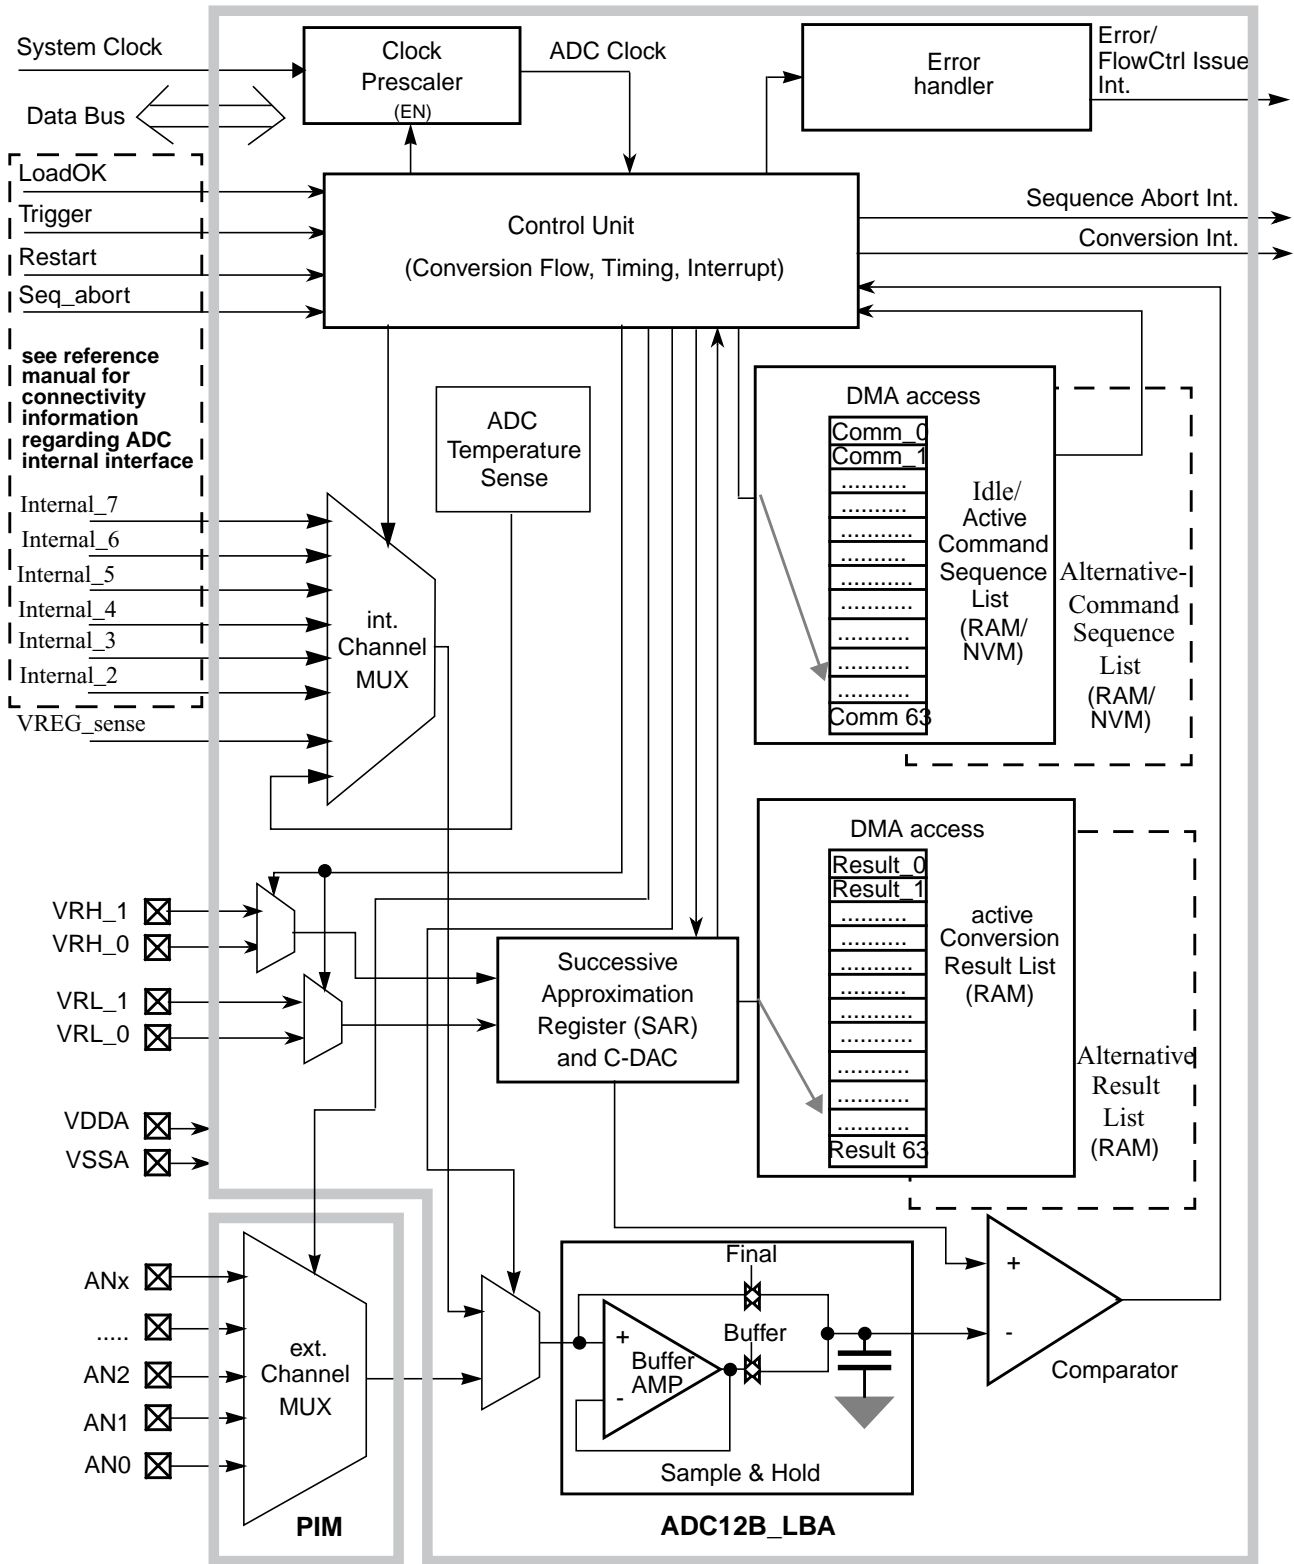 System Clock
Data Bus
Clock
Prescaler
(EN)
ADC Clock
Error
handler
Error/
FlowCtrl Issue
Int.
LoadOK
Trigger
Restart
Seq_abort
Control Unit
(Conversion Flow, Timing, Interrupt)
Sequence Abort Int.
Conversion Int.
see reference
manual for
connectivity
information
regarding ADC
internal interface
Internal_7
Internal_6
Internal_5
Internal_4
Internal_3
Internal_2
VREG_sense
ADC
Temperature
Sense
int.
Channel
MUX
DMA access
Comm_0
Comm_1
..........
..........
...........
...........
...........
...........
...........
...........
...........
Comm 63
Idle/
Active
Command
Sequence
List
(RAM/
NVM)
Alternative-
Command
Sequence
List
(RAM/
NVM)
VRH_1
VRH_0
VRL_1
VRL_0
VDDA
VSSA
Successive
Approximation
Register (SAR)
and C-DAC
DMA access
Result_0
Result_1
..........
..........
...........
...........
...........
...........
...........
...........
...........
Result 63
active
Conversion
Result List
(RAM)
Alternative
Result
List
(RAM)
ANx
.....
AN2
AN1
AN0
ext.
Channel
MUX
PIM
Final
Buffer
+
Buffer
AMP
-
Sample & Hold
+
-
Comparator
ADC12B_LBA